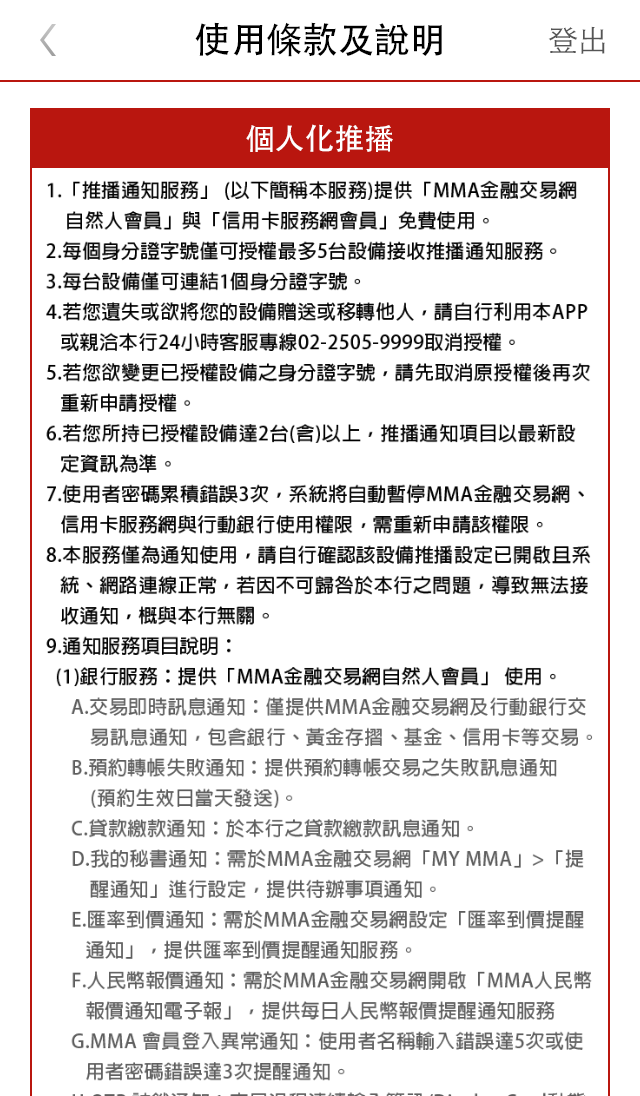 使用條款及說明
登出
個人化推播
1.「推播通知服務」 (以下簡稱本服務)提供「MMA金融交易網
自然人會員」與「信用卡服務網會員」免費使用。
2.每個身分證字號僅可授權最多5台設備接收推播通知服務。
3.每台設備僅可連結1個身分證字號。
4.若您遺失或欲將您的設備贈送或移轉他人，請自行利用本APP
或親洽本行24小時客服專線02-2505-9999取消授權。
5.若您欲變更已授權設備之身分證字號，請先取消原授權後再次
重新申請授權。
6.若您所持已授權設備達2台(含)以上，推播通知項目以最新設
定資訊為準。
7.使用者密碼累積錯誤3次，系統將自動暫停MMA金融交易網、
信用卡服務網與行動銀行使用權限，需重新申請該權限。
8.本服務僅為通知使用，請自行確認該設備推播設定已開啟且系
統、網路連線正常，若因不可歸咎於本行之問題，導致無法接
收通知，概與本行無關。
9.通知服務項目說明：
(1)銀行服務：提供「MMA金融交易網自然人會員」 使用。
A.交易即時訊息通知：僅提供MMA金融交易網及行動銀行交
易訊息通知，包含銀行、黃金存摺、基金、信用卡等交易。
B.預約轉帳失敗通知：提供預約轉帳交易之失敗訊息通知
(預約生效日當天發送)。
C.貸款繳款通知：於本行之貸款繳款訊息通知。
D.我的秘書通知：需於MMA金融交易網「MY MMA」>「提
醒通知」進行設定，提供待辦事項通知。
E.匯率到價通知：需於MMA金融交易網設定「匯率到價提醒
通知」，提供匯率到價提醒通知服務。
F.人民幣報價通知：需於MMA金融交易網開啟「MMA人民幣
報價通知電子報」，提供每日人民幣報價提醒通知服務
G.MMA 會員登入異常通知：使用者名稱輸入錯誤達5次或使
用者密碼錯誤達3次提醒通知。